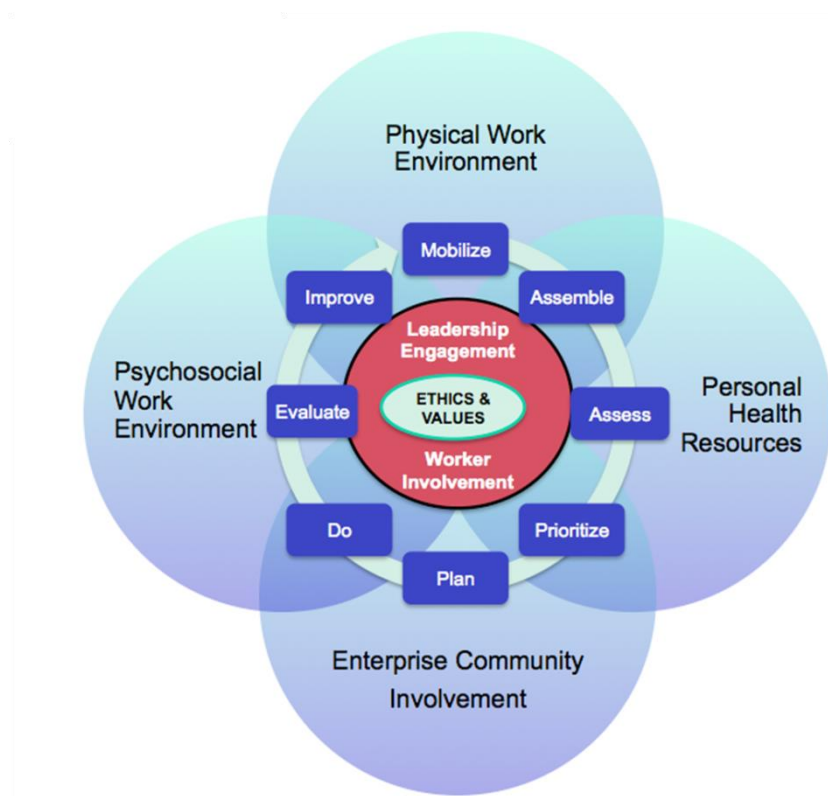 Physical Work
Environment
Mobilize
Improve
Assemble
Leadership
Engagement
Psychosocial
Work
Environment
Evaluate
ETHICS &
VALUES
Assess
Personal
Health
Resources
Worker
Involvement
Do
Prioritize
Plan
Enterprise Community
Involvement